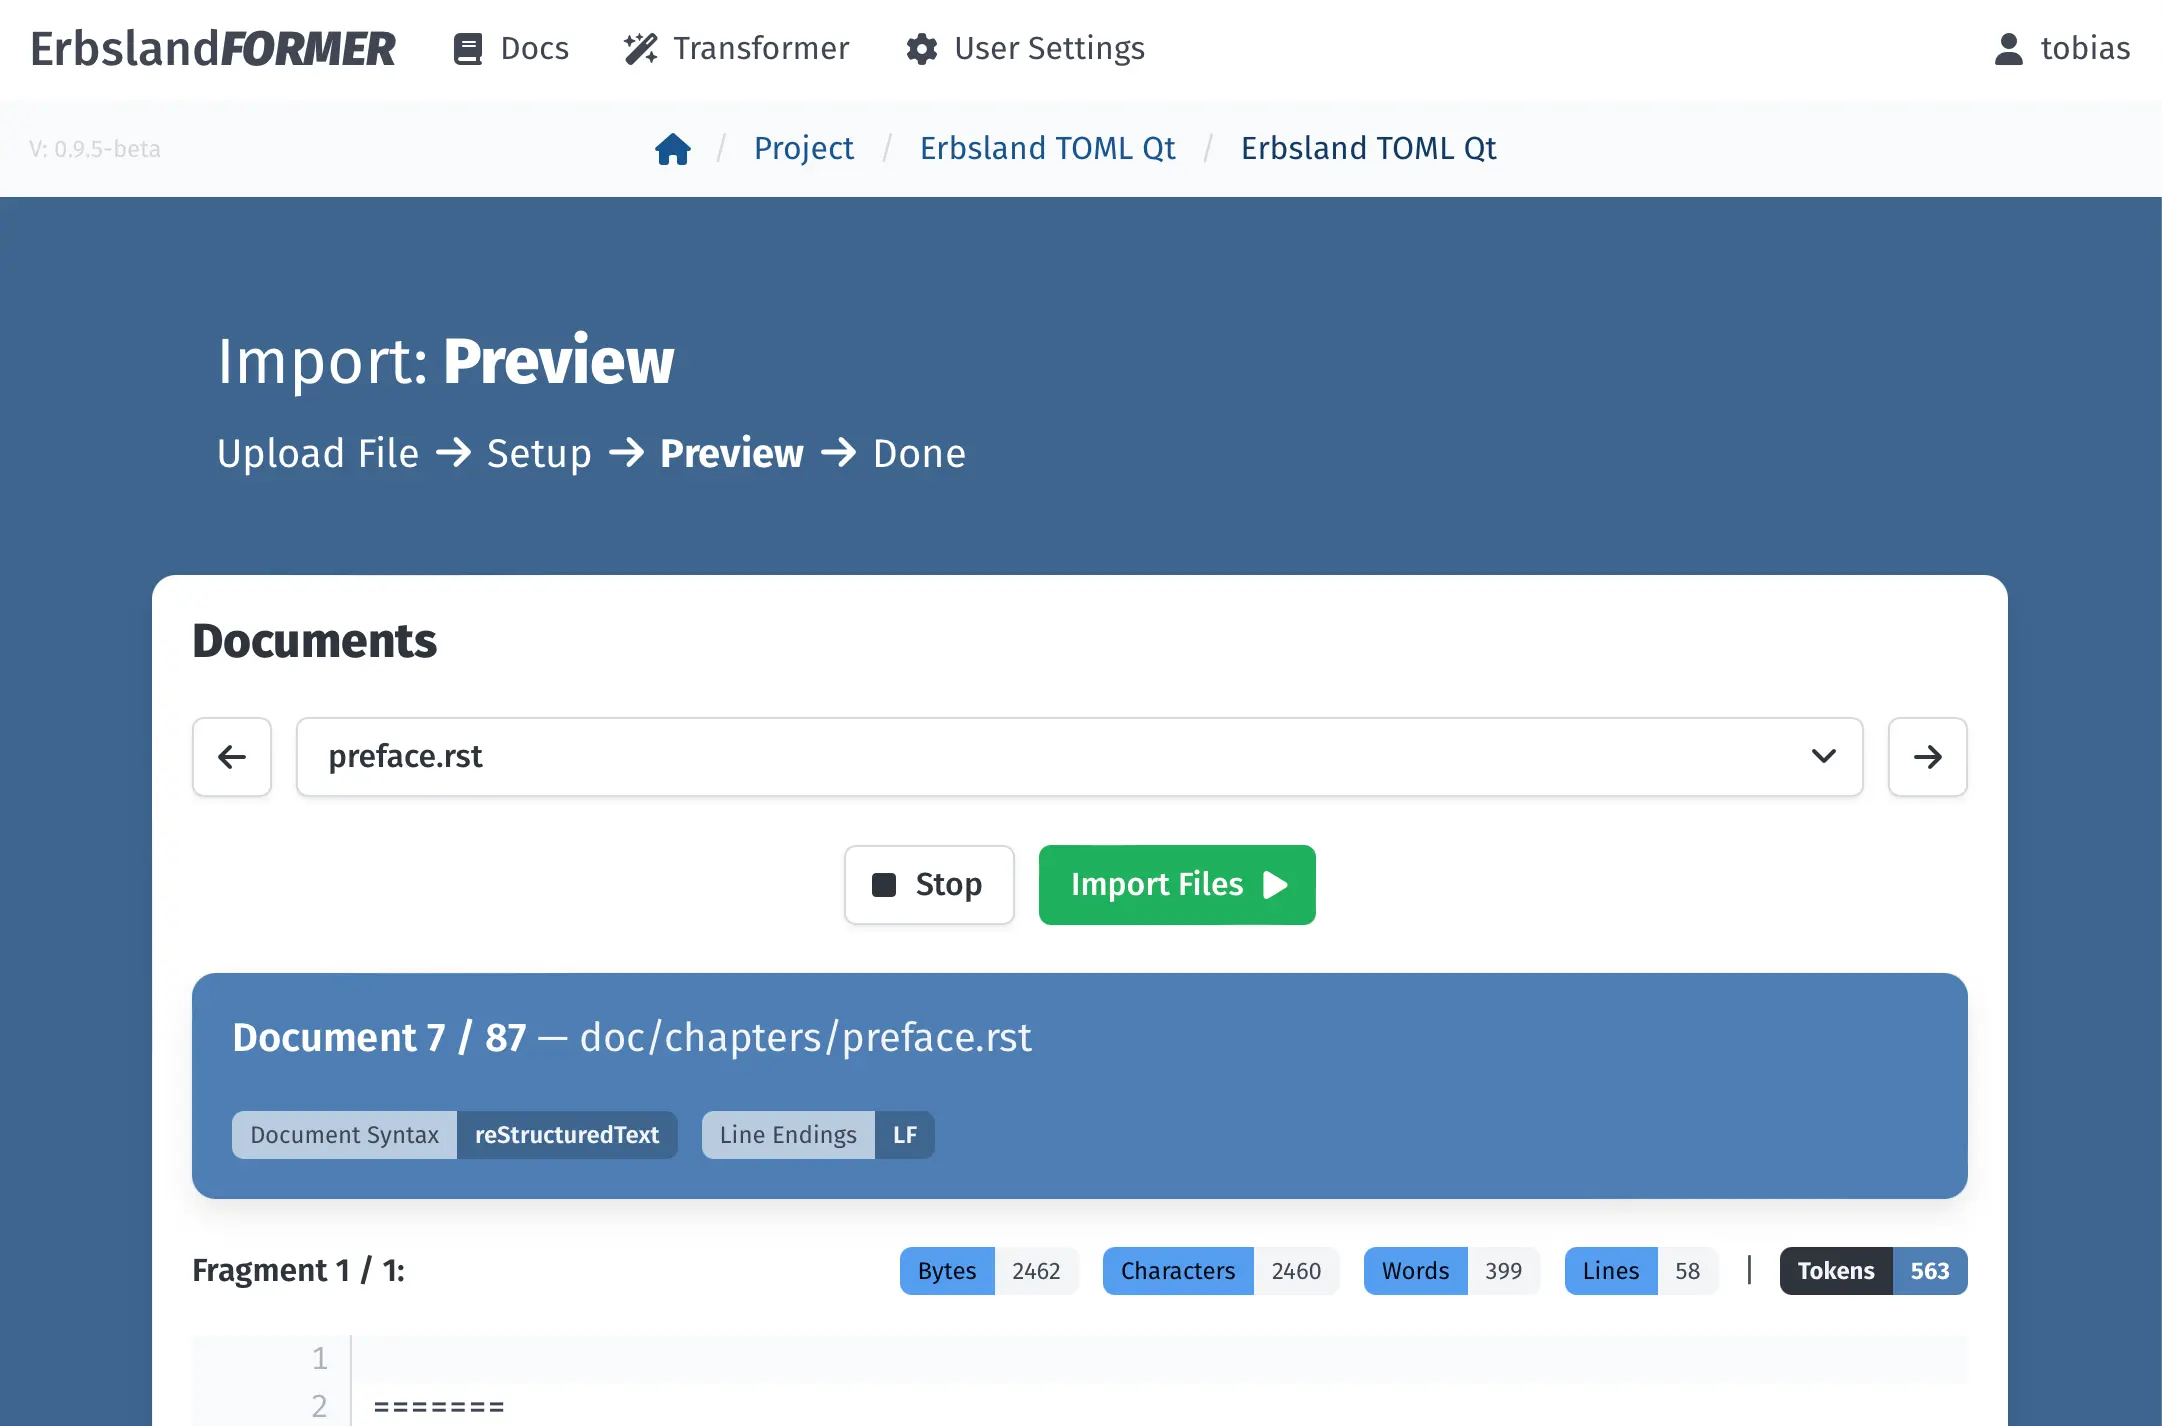 ErbslandFORMER Docs Transformer User Settings tobias
V: 0.9.5-beta / Project / Erbsland TOML Qt / Erbsland TOML Qt
Import: Preview
Upload File → Setup → Preview → Done
Documents
← preface.rst →
Stop Import Files
Document 7 / 87 — doc/chapters/preface.rst
Document Syntax reStructuredText Line Endings LF
Fragment 1 / 1: Bytes 2462 Characters 2460 Words 399 Lines 58 | Tokens 563
1
2 =======